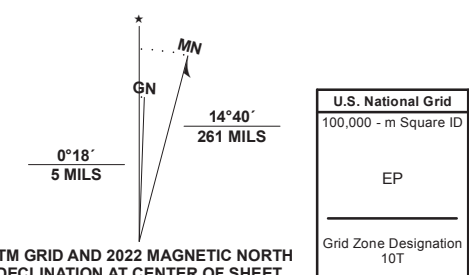 ★
MN
GN
14°40´
261 MILS
0°18´
5 MILS
TM GRID AND 2022 MAGNETIC NORTH
DECLINATION AT CENTER OF SHEET
U.S. National Grid
100,000 - m Square ID
EP
Grid Zone Designation
10T